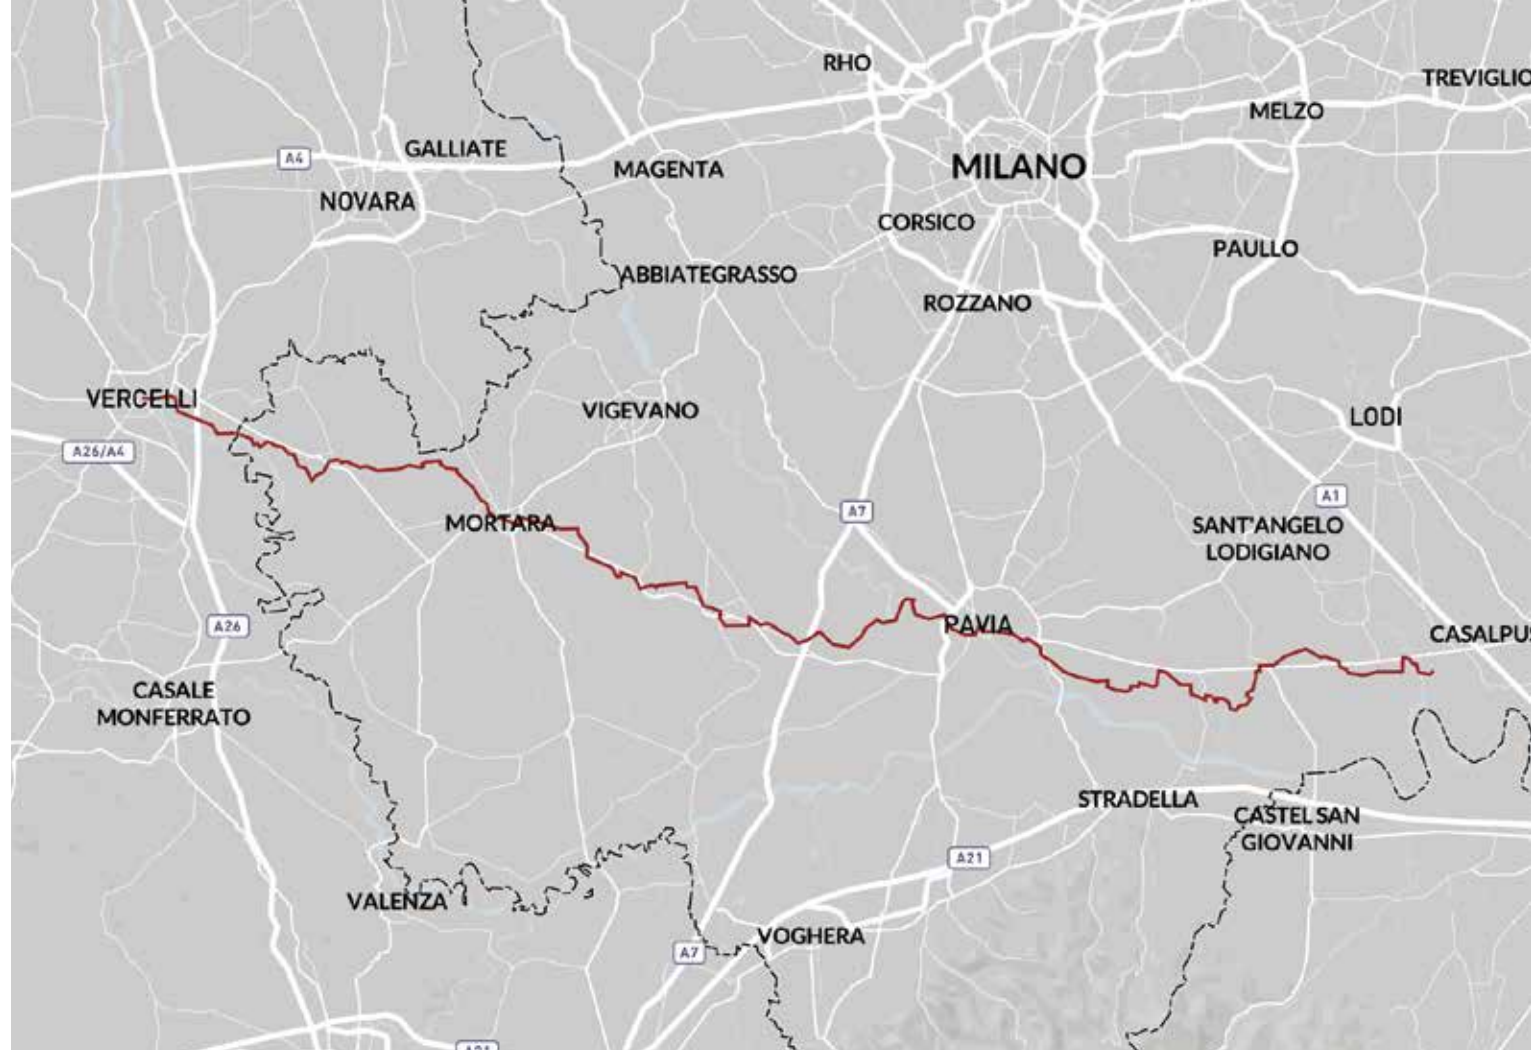 RHO
TREVIGLIO
MELZO
GALLIATE
A4
MAGENTA
MILANO
NOVARA
CORSICO
PAULLO
ABBIATEGRASSO
ROZZANO
VERCELLI
VIGEVANO
LODI
A26/A4
A1
A7
MORTARA
SANT'ANGELO
LODIGIANO
A26
PAVIA
CASALPUS
CASALE
MONFERRATO
STRADELLA
CASTEL SAN
GIOVANNI
A21
VALENZA
VOGHERA
A7